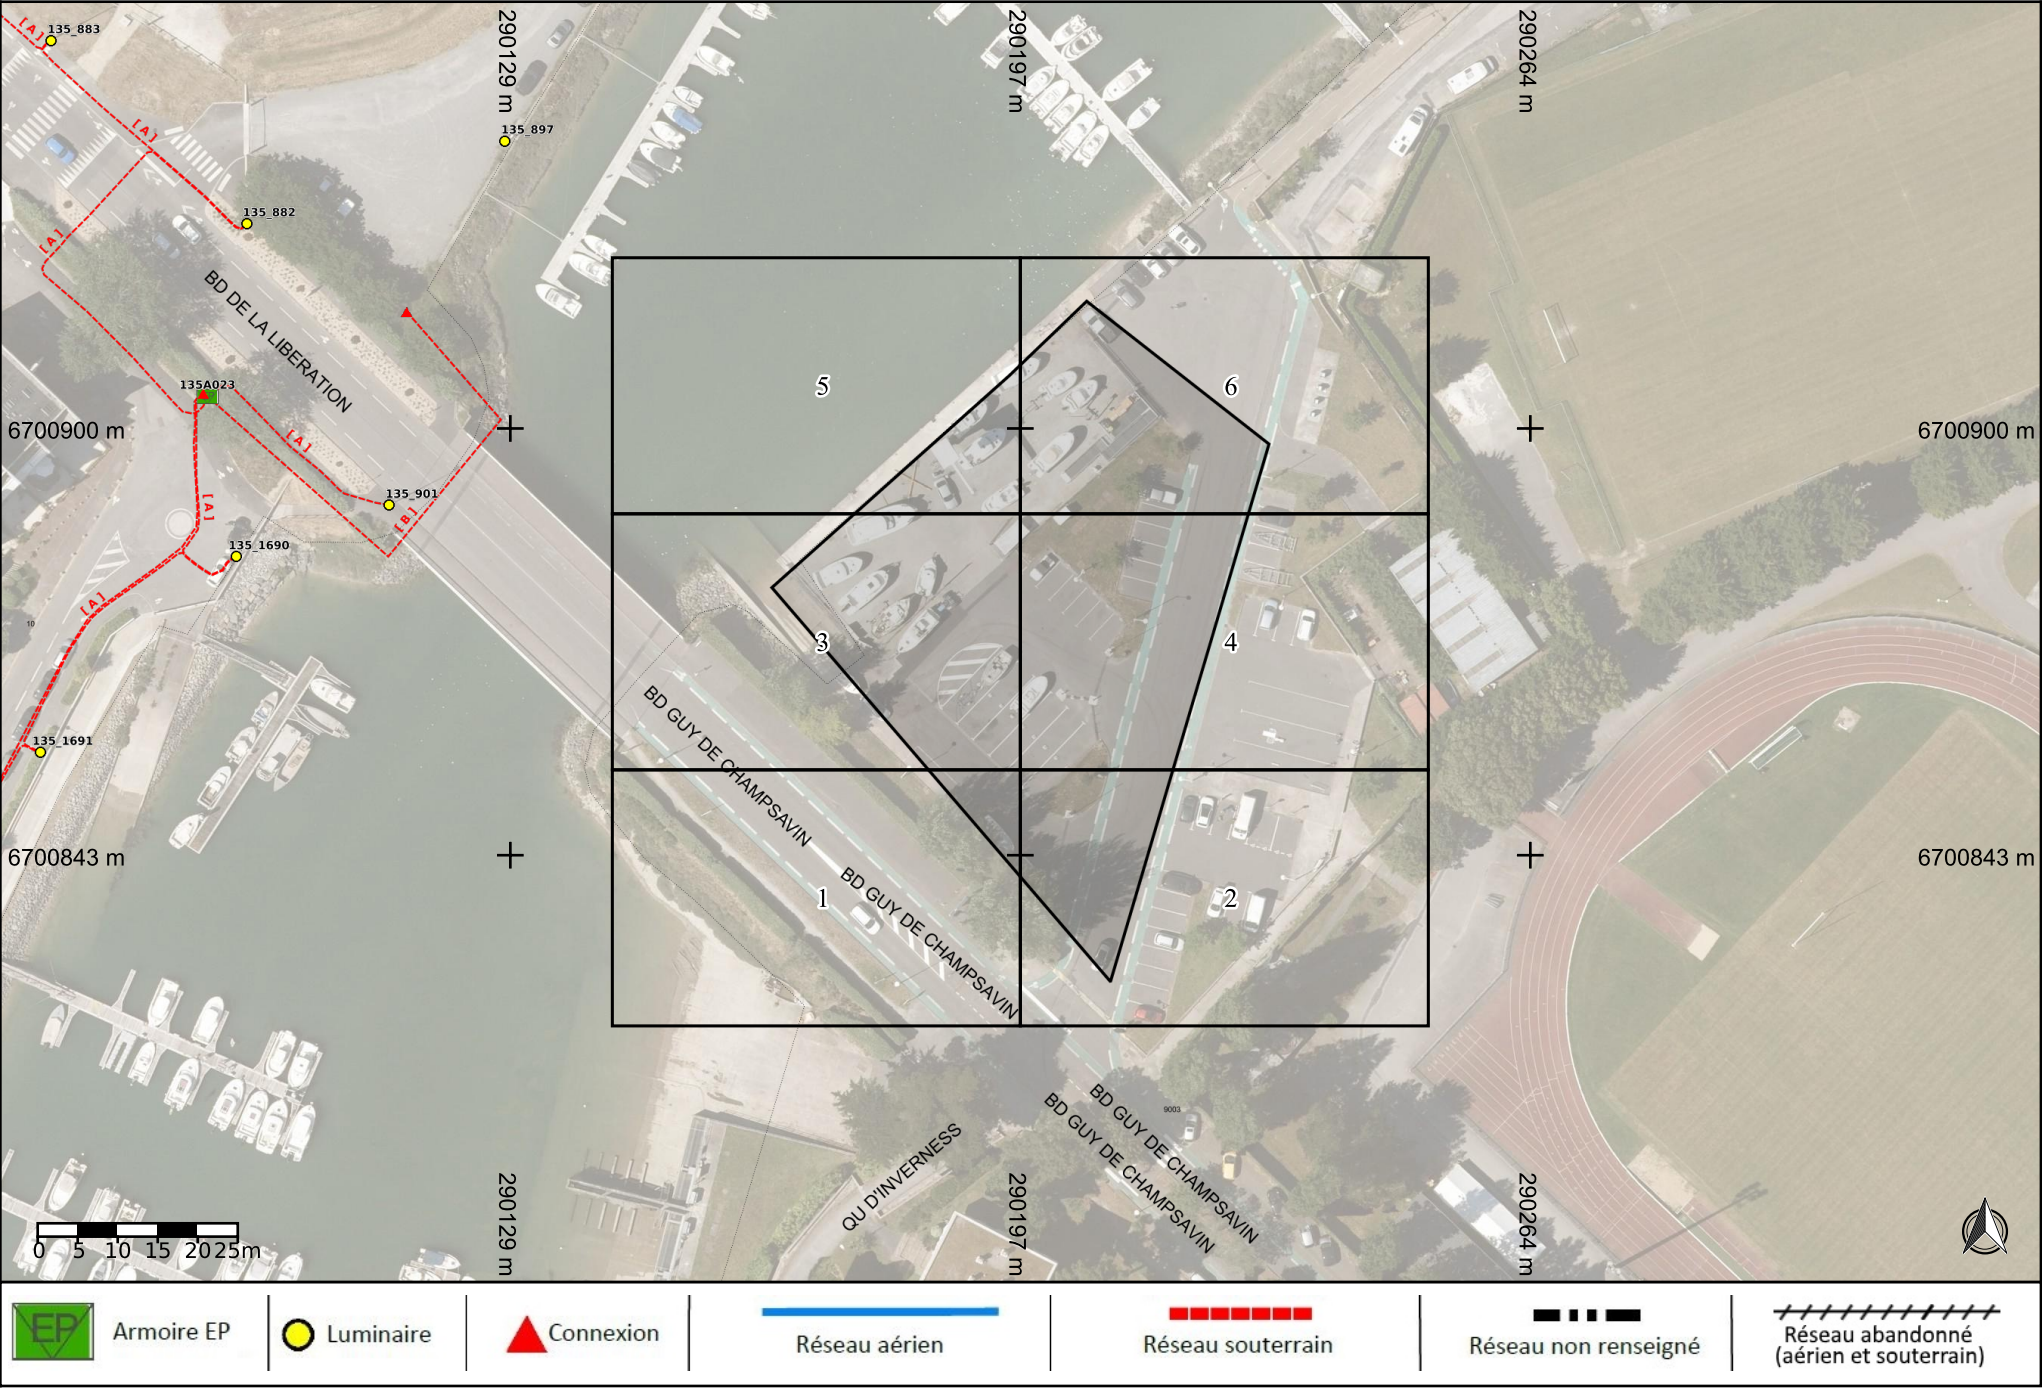 [A]
135_883
290129 m
290197 m
290264 m
[A]
135_897
135_882
[A]
BD DE LA LIBERATION
135A023
5
6
6700900 m
6700900 m
[A]
135_901
[A]
[B]
135_1690
[A]
10
3
4
BD GUY DE CHAMPSAVIN
135_1691
6700843 m
6700843 m
BD GUY DE CHAMPSAVIN
1
2
BD GUY DE CHAMPSAVIN
BD GUY DE CHAMPSAVIN
9003
QU D'INVERNESS
290129 m
290197 m
290264 m
0 5 10 15 20 25m
EP
Armoire EP
Luminaire
Connexion
Réseau aérien
Réseau souterrain
Réseau non renseigné
Réseau abandonné
(aérien et souterrain)